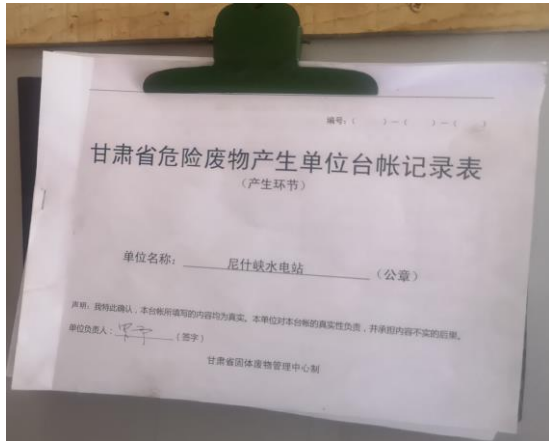 编号：（　　）—（　　）—（　　）
甘肃省危险废物产生单位台帐记录表
（产生环节）
单位名称：尼什峡水电站（公章）
声明：我特此确认，本台帐所填写的内容均为真实。本单位对本台帐的真实性负责，并承担内容不实的后果。
单位负责人：（签字）
甘肃省固体废物管理中心制